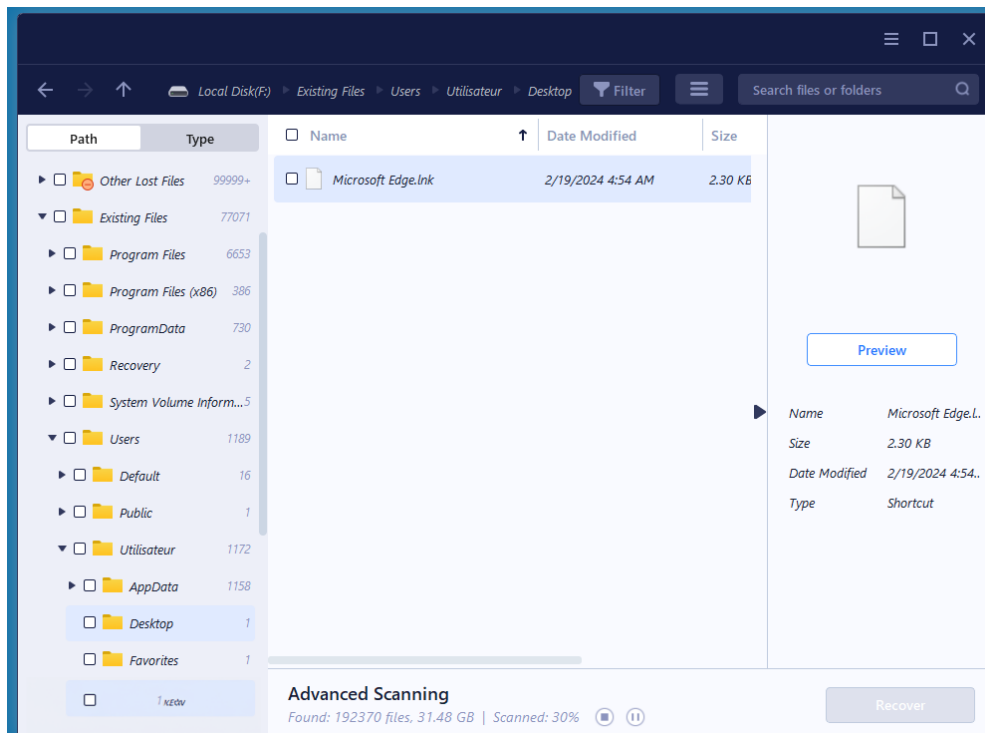 Local Disk(F:) Existing Files Users Utilisateur Desktop Filter Search files or folders
Path Type
Name Date Modified Size
Other Lost Files 99999+
Microsoft Edge.lnk 2/19/2024 4:54 AM 2.30 KB
Existing Files 77071
Program Files 6653
Program Files (x86) 386
ProgramData 730
Recovery 2
System Volume Inform...5
Users 1189
Default 16
Public 1
Utilisateur 1172
AppData 1158
Desktop 1
Favorites 1
1
Preview
Name Microsoft Edge.l..
Size 2.30 KB
Date Modified 2/19/2024 4:54..
Type Shortcut
Advanced Scanning
Found: 192370 files, 31.48 GB | Scanned: 30%
Recover